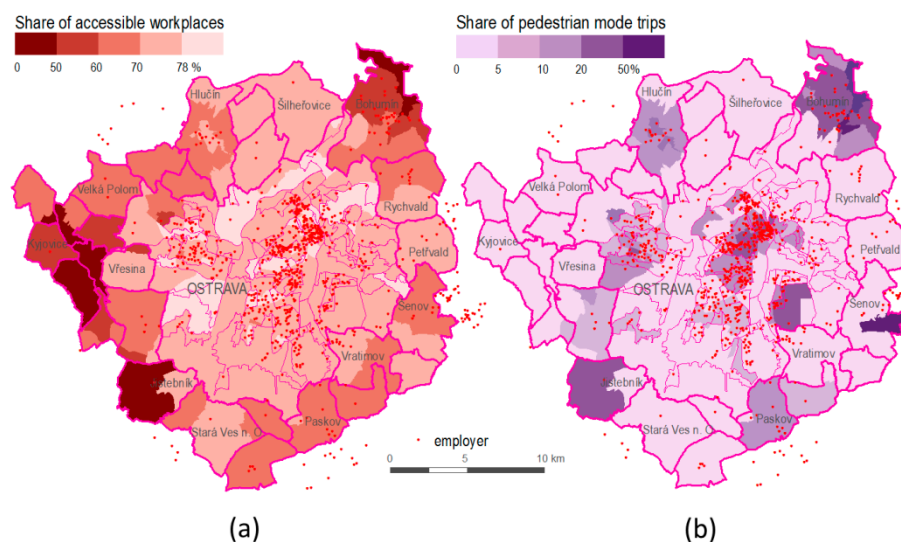 Share of accessible workplaces
0 50 60 70 78 %
Hlučín
Šilheřovice
Bohumín
Velká Polom
Rychvald
Kyjovice
Petřvald
Vřesina
OSTRAVA
Šenov
Vratimov
Jistebník
Paskov
Stará Ves n. O.
employer
0 5 10 km
(a)
Share of pedestrian mode trips
0 5 10 20 50%
Hlučín
Šilheřovice
Bohumín
Velká Polom
Rychvald
Kyjovice
Petřvald
Vřesina
OSTRAVA
Šenov
Vratimov
Jistebník
Paskov
Stará Ves n. O.
(b)